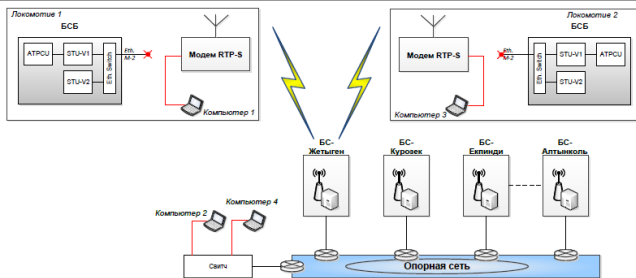 Локомотив 1
БСБ
ATPCU
STU-V1
STU-V2
Eth. Switch
Eth.
M-2
Модем RTP-S
Компьютер 1
Локомотив 2
БСБ
Модем RTP-S
Eth.
M-2
Eth. Switch
STU-V1
ATPCU
STU-V2
Компьютер 3
БС-
Жетыген
БС-
Куровек
БС-
Екпинди
БС-
Алтынколь
Компьютер 4
Компьютер 2
Свитч
Опорная сеть